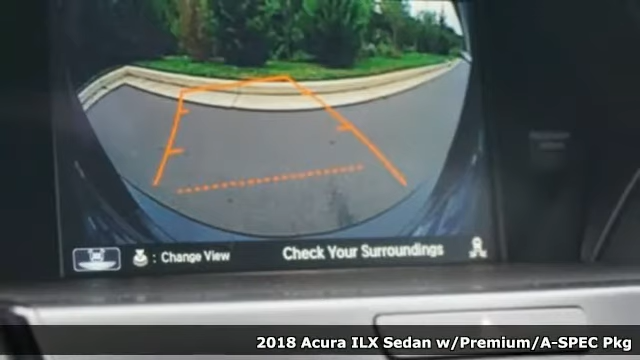 : Change View
Check Your Surroundings
2018 Acura ILX Sedan w/Premium/A-SPEC Pkg